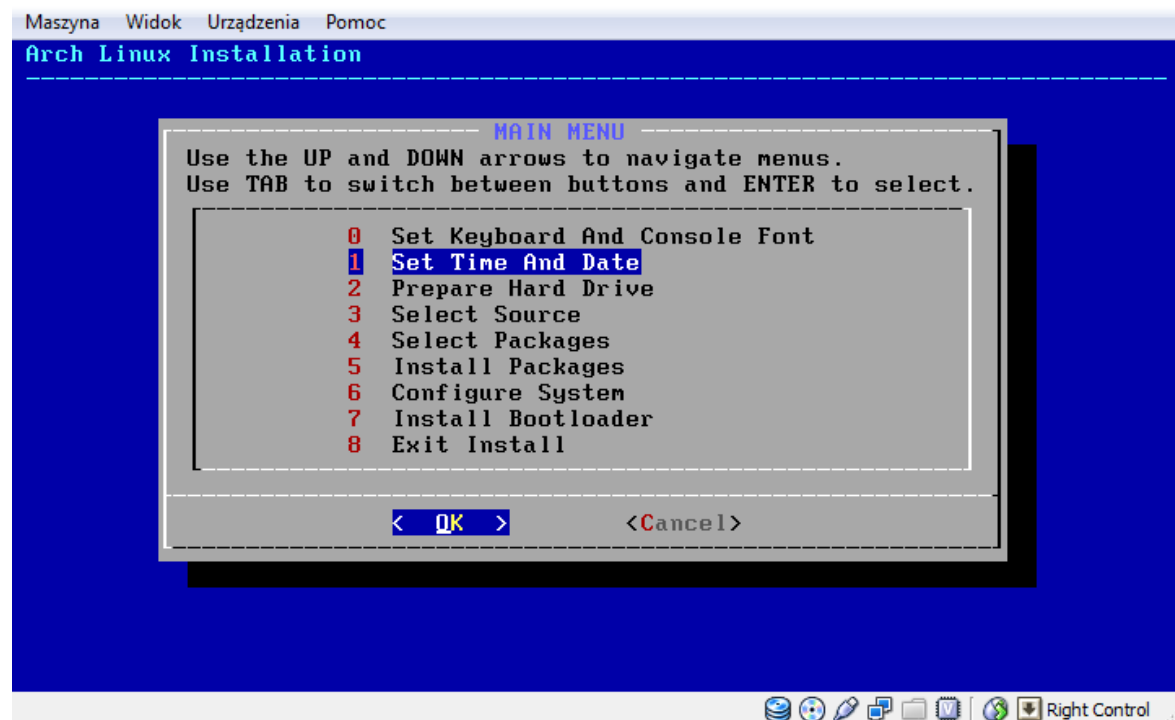 Maszyna Widok Urządzenia Pomoc
Arch Linux Installation
MAIN MENU
Use the UP and DOWN arrows to navigate menus.
Use TAB to switch between buttons and ENTER to select.
0 Set Keyboard And Console Font
1 Set Time And Date
2 Prepare Hard Drive
3 Select Source
4 Select Packages
5 Install Packages
6 Configure System
7 Install Bootloader
8 Exit Install
< OK > <Cancel>
Right Control